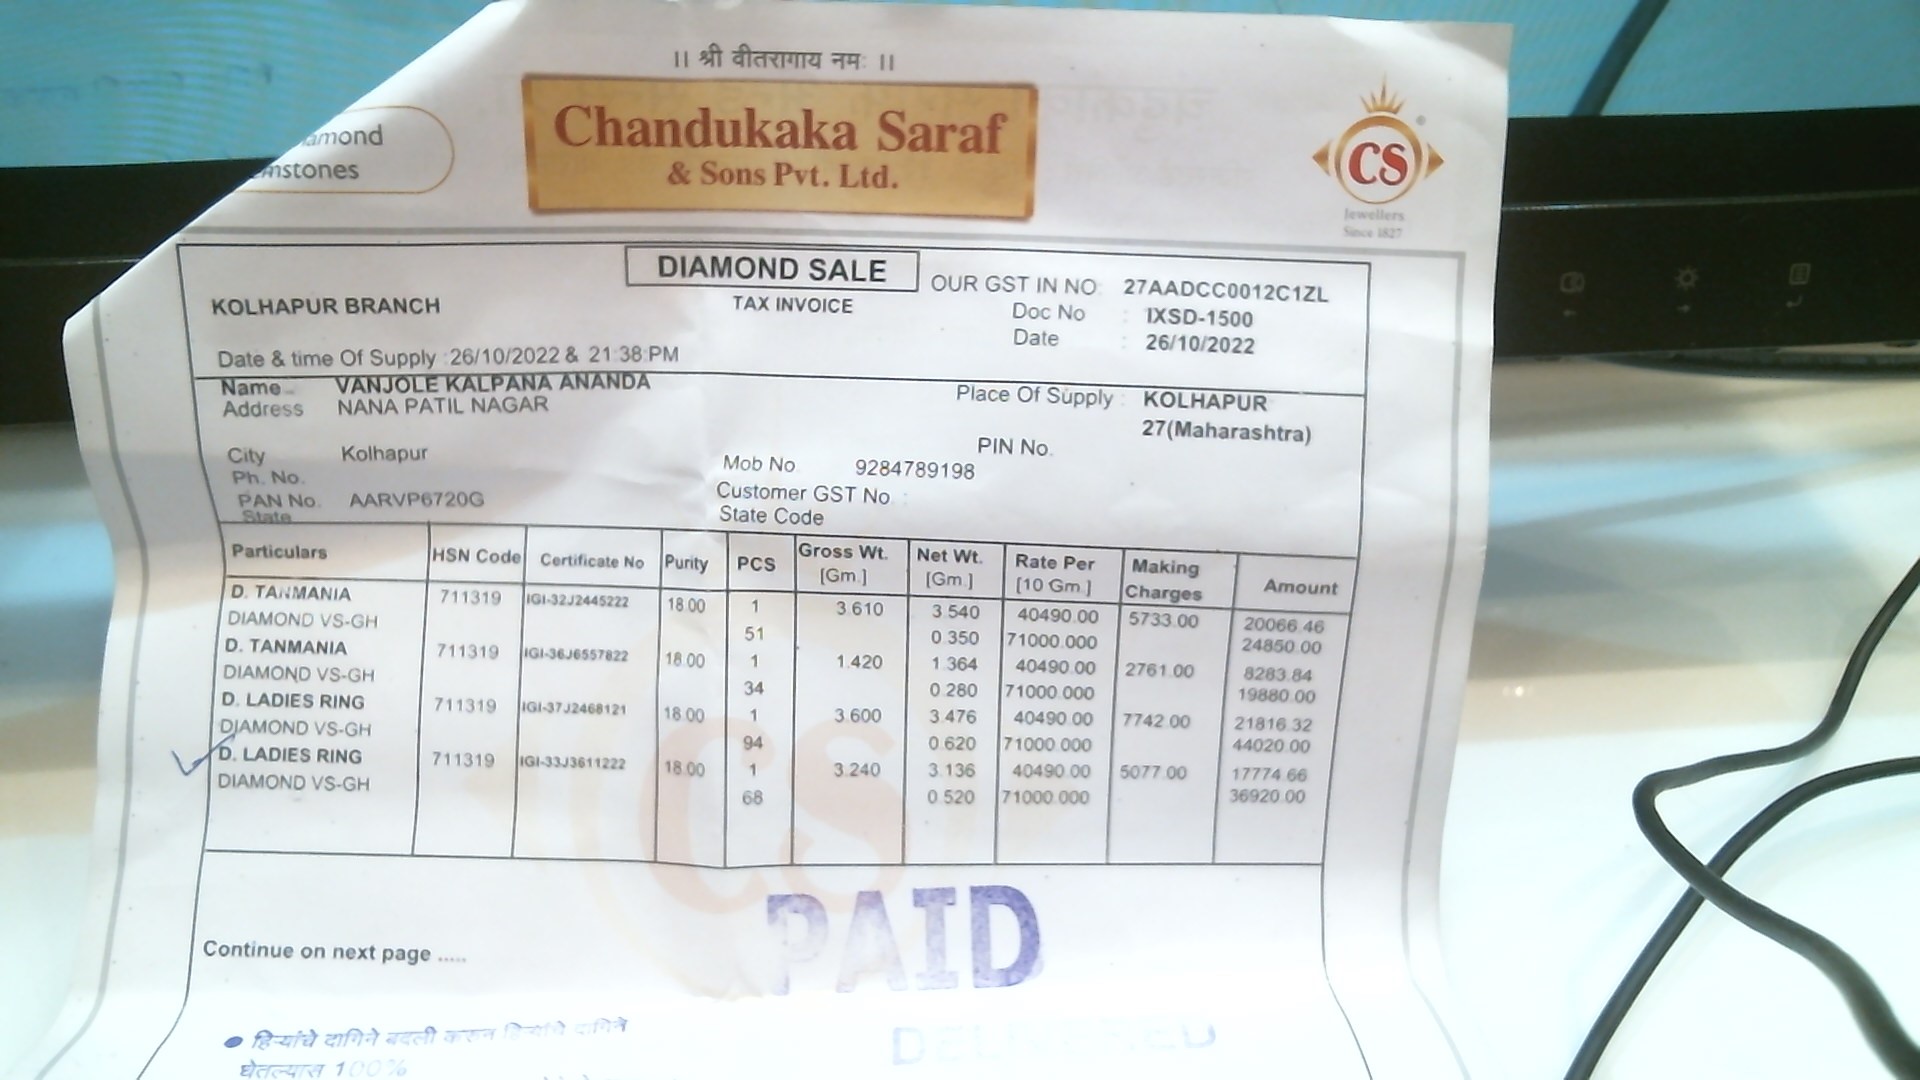 || श्री वीतरागाय नमः ||
Chandukaka Saraf
& Sons Pvt. Ltd.
CS
Jewellers
Since 1827
DIAMOND SALE
TAX INVOICE
KOLHAPUR BRANCH
OUR GST IN NO: 27AADCC0012C1ZL
Doc No : IXSD-1500
Date : 26/10/2022
Date & time Of Supply :26/10/2022 & 21:38:PM
Name VANJOLE KALPANA ANANDA
Address NANA PATIL NAGAR
Place Of Supply : KOLHAPUR
27(Maharashtra)
City Kolhapur
PIN No.
Ph. No.
Mob No 9284789198
PAN No. AARVP6720G
Customer GST No :
State
State Code
Particulars HSN Code Certificate No Purity PCS Gross Wt. [Gm.] Net Wt. [Gm.] Rate Per [10 Gm.] Making Charges Amount
D. TANMANIA 711319 IGI-32J2445222 18.00 1 3.610 3.540 40490.00 5733.00 20066.46
DIAMOND VS-GH 51 0.350 71000.000 24850.00
D. TANMANIA 711319 IGI-36J6557822 18.00 1 1.420 1.364 40490.00 2761.00 8283.84
DIAMOND VS-GH 34 0.280 71000.000 19880.00
D. LADIES RING 711319 IGI-37J2468121 18.00 1 3.600 3.476 40490.00 7742.00 21816.32
DIAMOND VS-GH 94 0.620 71000.000 44020.00
D. LADIES RING 711319 IGI-33J3611222 18.00 1 3.240 3.136 40490.00 5077.00 17774.66
DIAMOND VS-GH 68 0.520 71000.000 36920.00
PAID
Continue on next page .....
DELIVERED
● हिऱ्यांचे दागिने बदली करून हिऱ्यांचे दागिने
घेतल्यास 100%